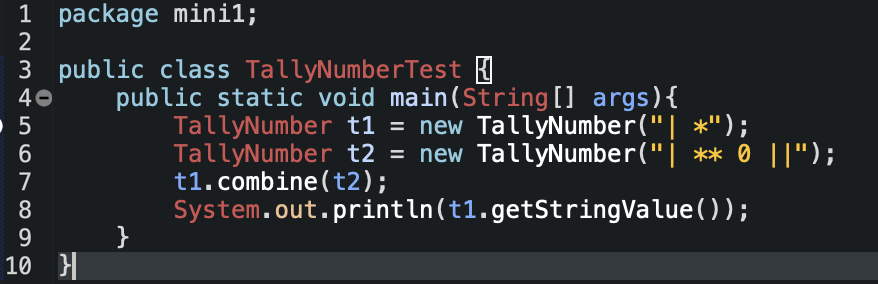 1 package mini1;
2
3 public class TallyNumberTest {
4 public static void main(String[] args){
5 TallyNumber t1 = new TallyNumber("| *");
6 TallyNumber t2 = new TallyNumber("| ** 0 ||");
7 t1.combine(t2);
8 System.out.println(t1.getStringValue());
9 }
10 }